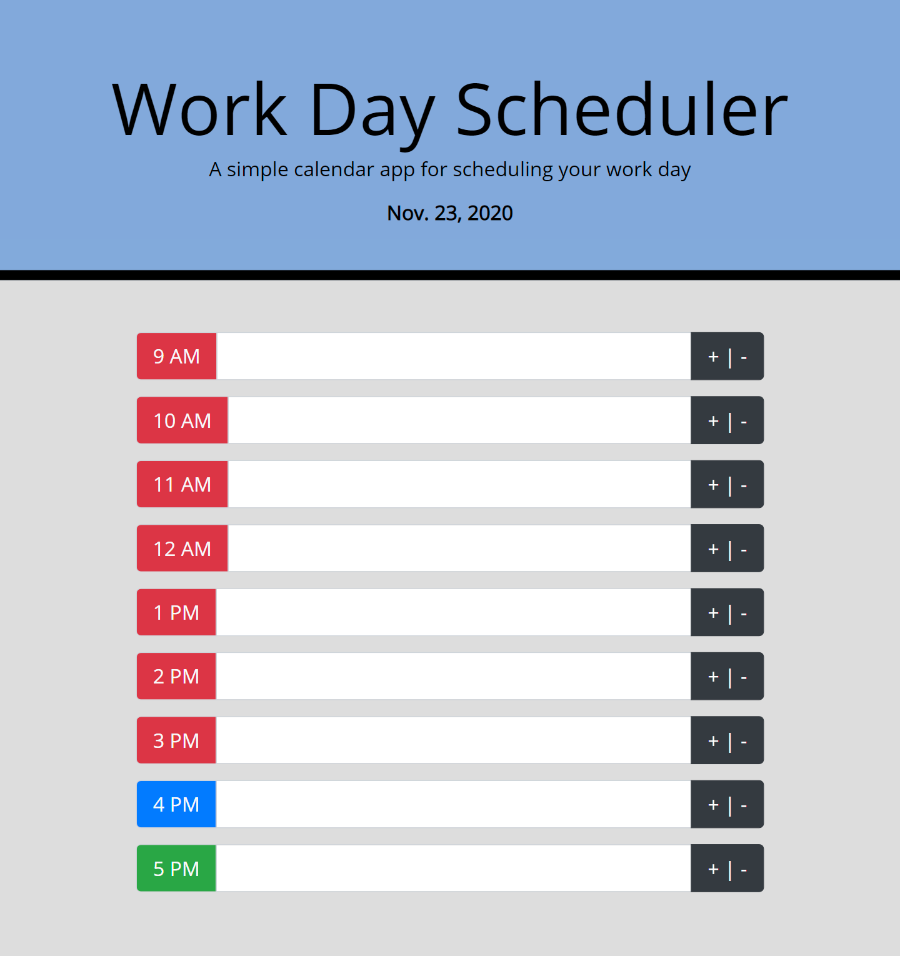 Work Day Scheduler
A simple calendar app for scheduling your work day
Nov. 23, 2020
9 AM + | -
10 AM + | -
11 AM + | -
12 AM + | -
1 PM + | -
2 PM + | -
3 PM + | -
4 PM + | -
5 PM + | -